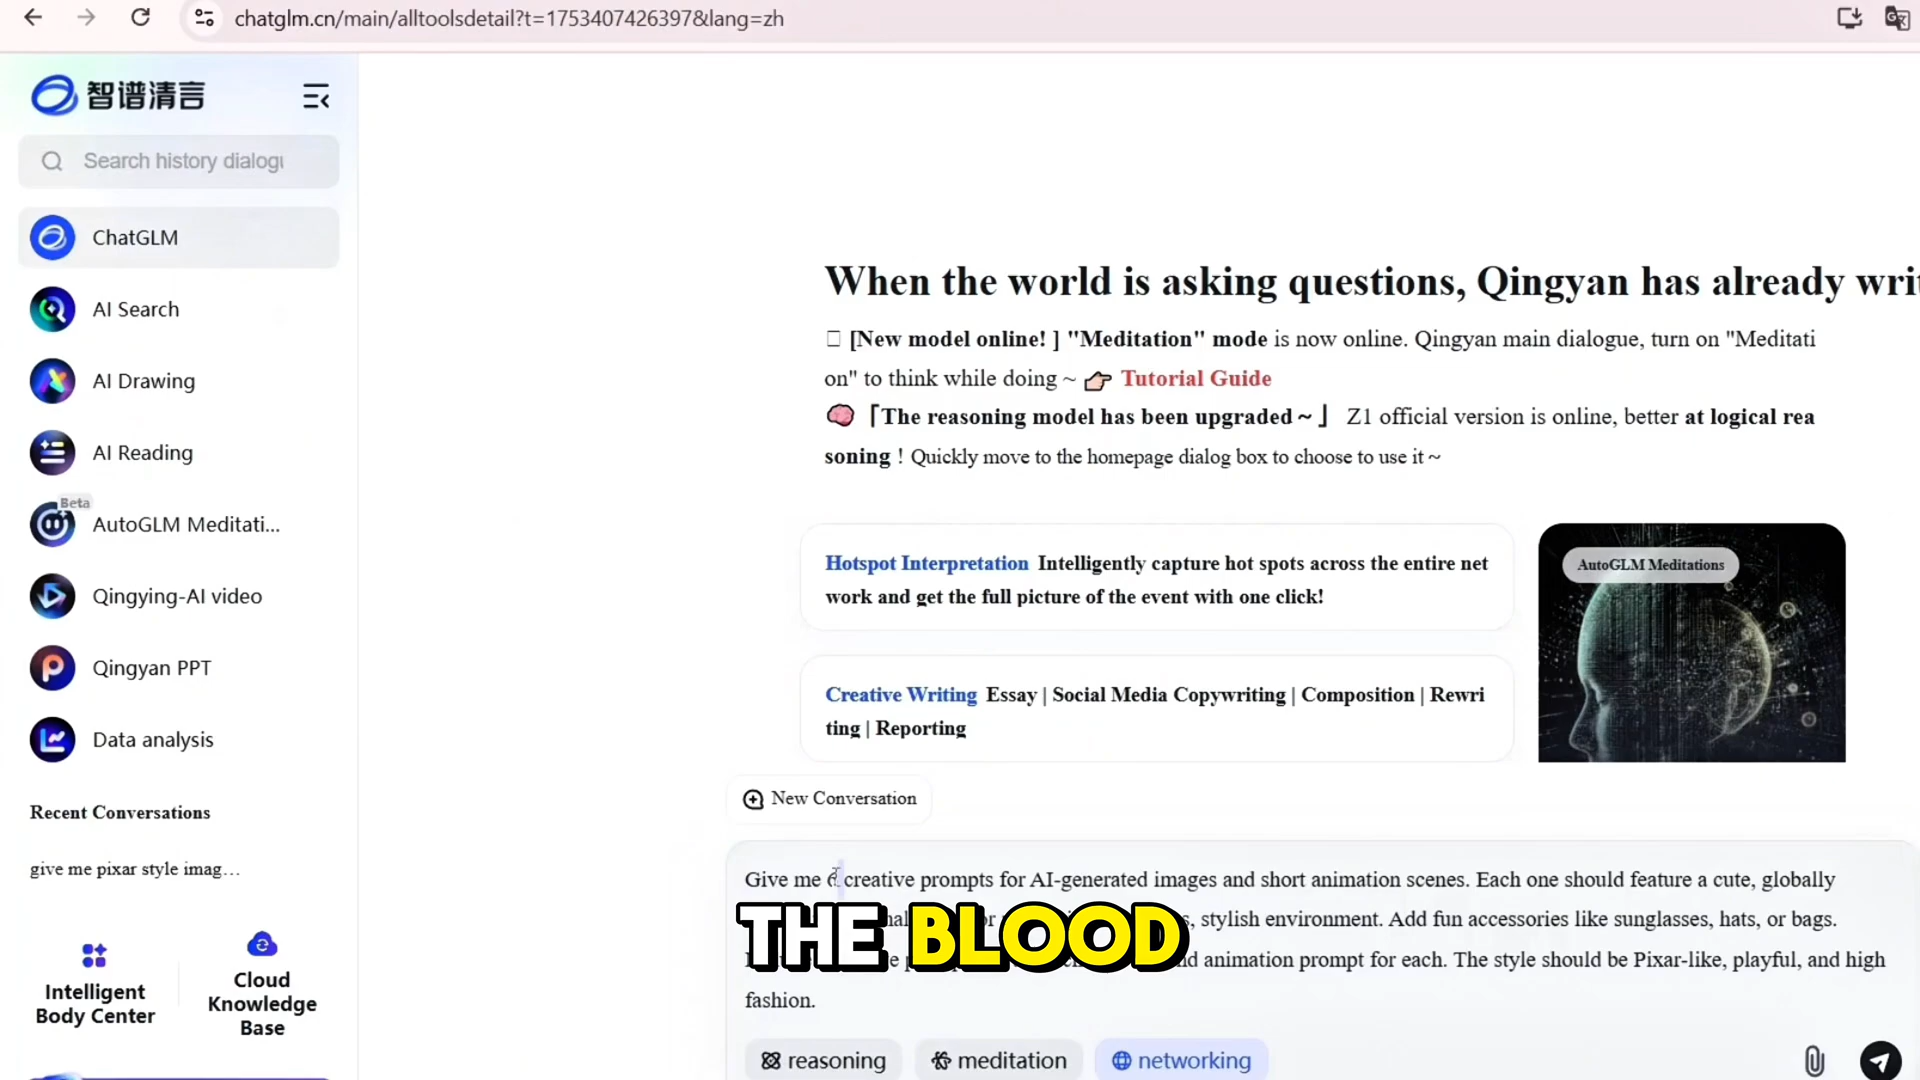 chatglm.cn/main/alltoolsdetail?t=1753407426397&lang=zh
智谱清言
Search history dialogu
ChatGLM
AI Search
AI Drawing
AI Reading
Beta
AutoGLM Meditati...
Qingying-AI video
Qingyan PPT
Data analysis
Recent Conversations
give me pixar style imag...
Intelligent
Body Center
Cloud
Knowledge
Base
When the world is asking questions, Qingyan has already writ
[New model online! ] "Meditation" mode is now online. Qingyan main dialogue, turn on "Meditati
on" to think while doing ~ Tutorial Guide
「The reasoning model has been upgraded ~」 Z1 official version is online, better at logical rea
soning ! Quickly move to the homepage dialog box to choose to use it ~
Hotspot Interpretation Intelligently capture hot spots across the entire net
work and get the full picture of the event with one click!
AutoGLM Meditations
Creative Writing Essay | Social Media Copywriting | Composition | Rewri
ting | Reporting
New Conversation
Give me 6 creative prompts for AI-generated images and short animation scenes. Each one should feature a cute, globally
stylish environment. Add fun accessories like sunglasses, hats, or bags.
THE BLOOD
animation prompt for each. The style should be Pixar-like, playful, and high
fashion.
reasoning
meditation
networking